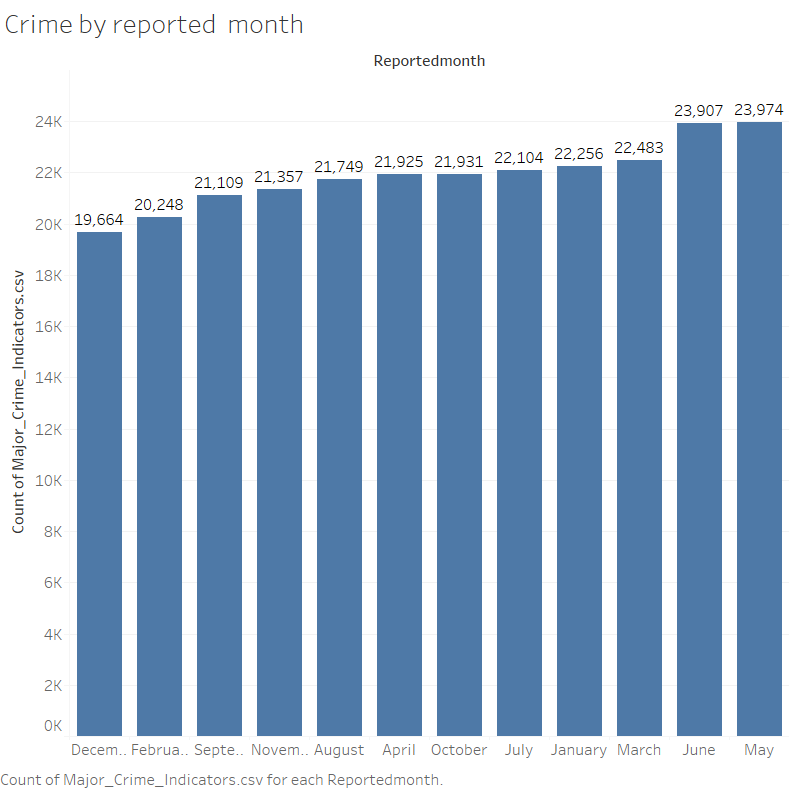 Crime by reported month
Reportedmonth
Count of Major_Crime_Indicators.csv
24K
22K
20K
18K
16K
14K
12K
10K
8K
6K
4K
2K
0K
19,664
20,248
21,109
21,357
21,749
21,925
21,931
22,104
22,256
22,483
23,907
23,974
Decem.. Februa.. Septe.. Novem.. August April October July January March June May
Count of Major_Crime_Indicators.csv for each Reportedmonth.